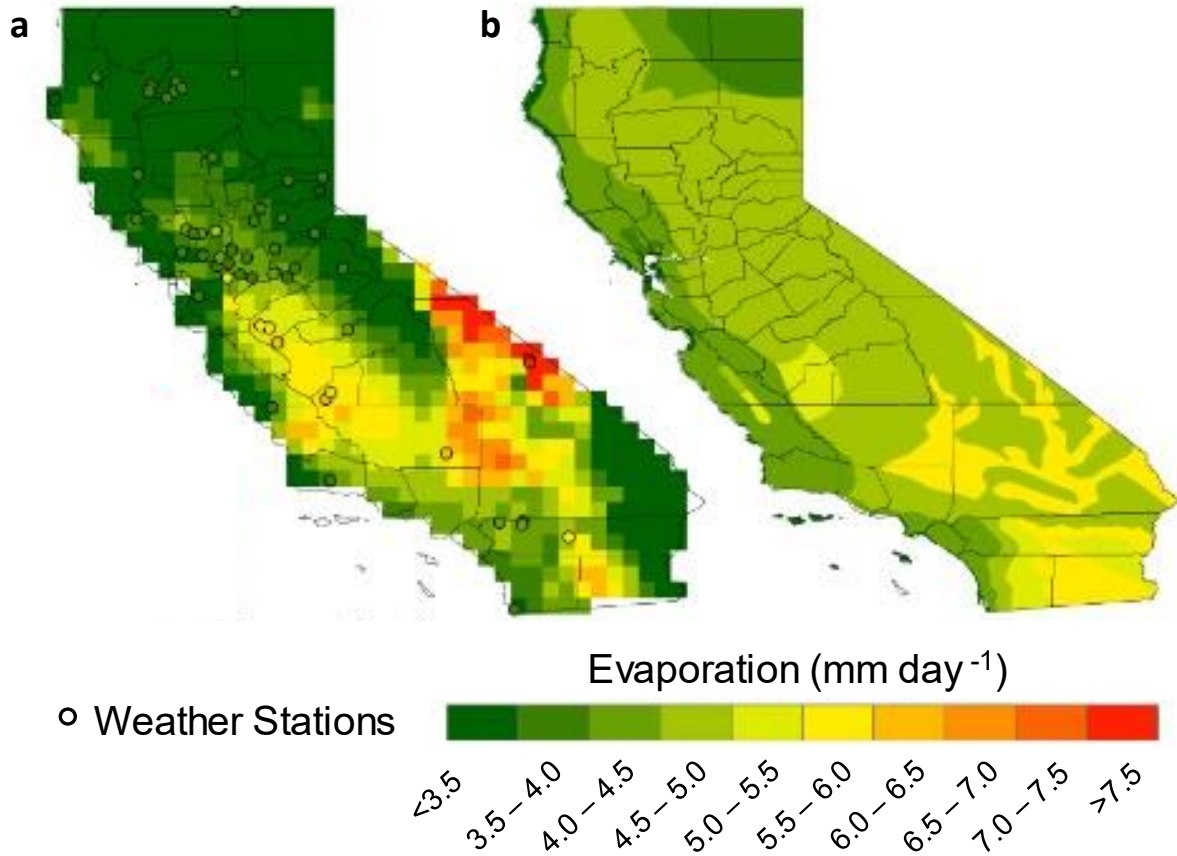 a
b
Evaporation (mm day -1)
Weather Stations
<3.5
3.5 – 4.0
4.0 – 4.5
4.5 – 5.0
5.0 – 5.5
5.5 – 6.0
6.0 – 6.5
6.5 – 7.0
7.0 – 7.5
>7.5